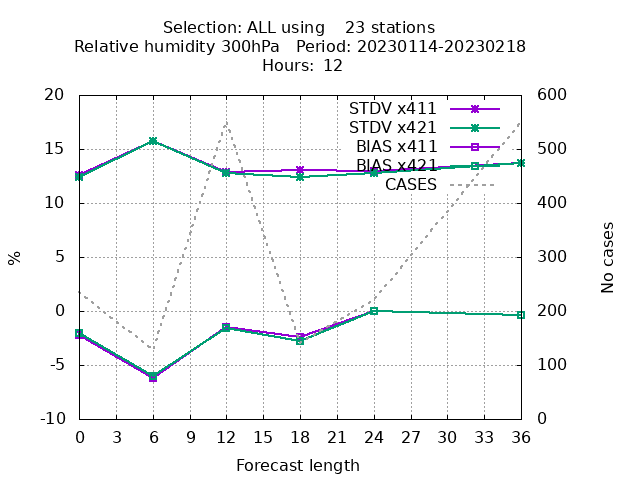 Selection: ALL using    23 stations
Relative humidity 300hPa   Period: 20230114-20230218
Hours:  12
20
15
10
5
0
-5
-10
%
600
500
400
300
200
100
0
No cases
STDV x411
STDV x421
BIAS x411
BIAS x421
CASES
0 3 6 9 12 15 18 21 24 27 30 33 36
Forecast length